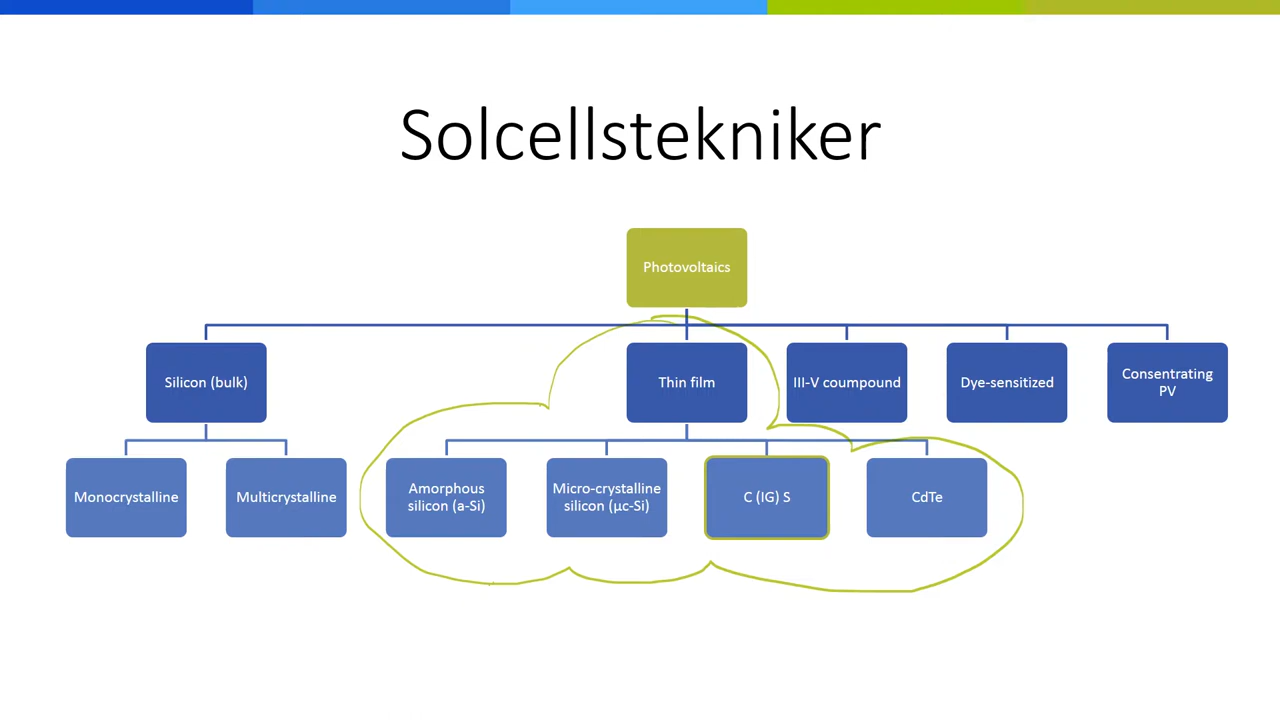 Solcellstekniker
Photovoltaics
Silicon (bulk)
Thin film
III-V coumpound
Dye-sensitized
Consentrating
PV
Monocrystalline
Multicrystalline
Amorphous
silicon (a-Si)
Micro-crystalline
silicon (μc-Si)
C (IG) S
CdTe